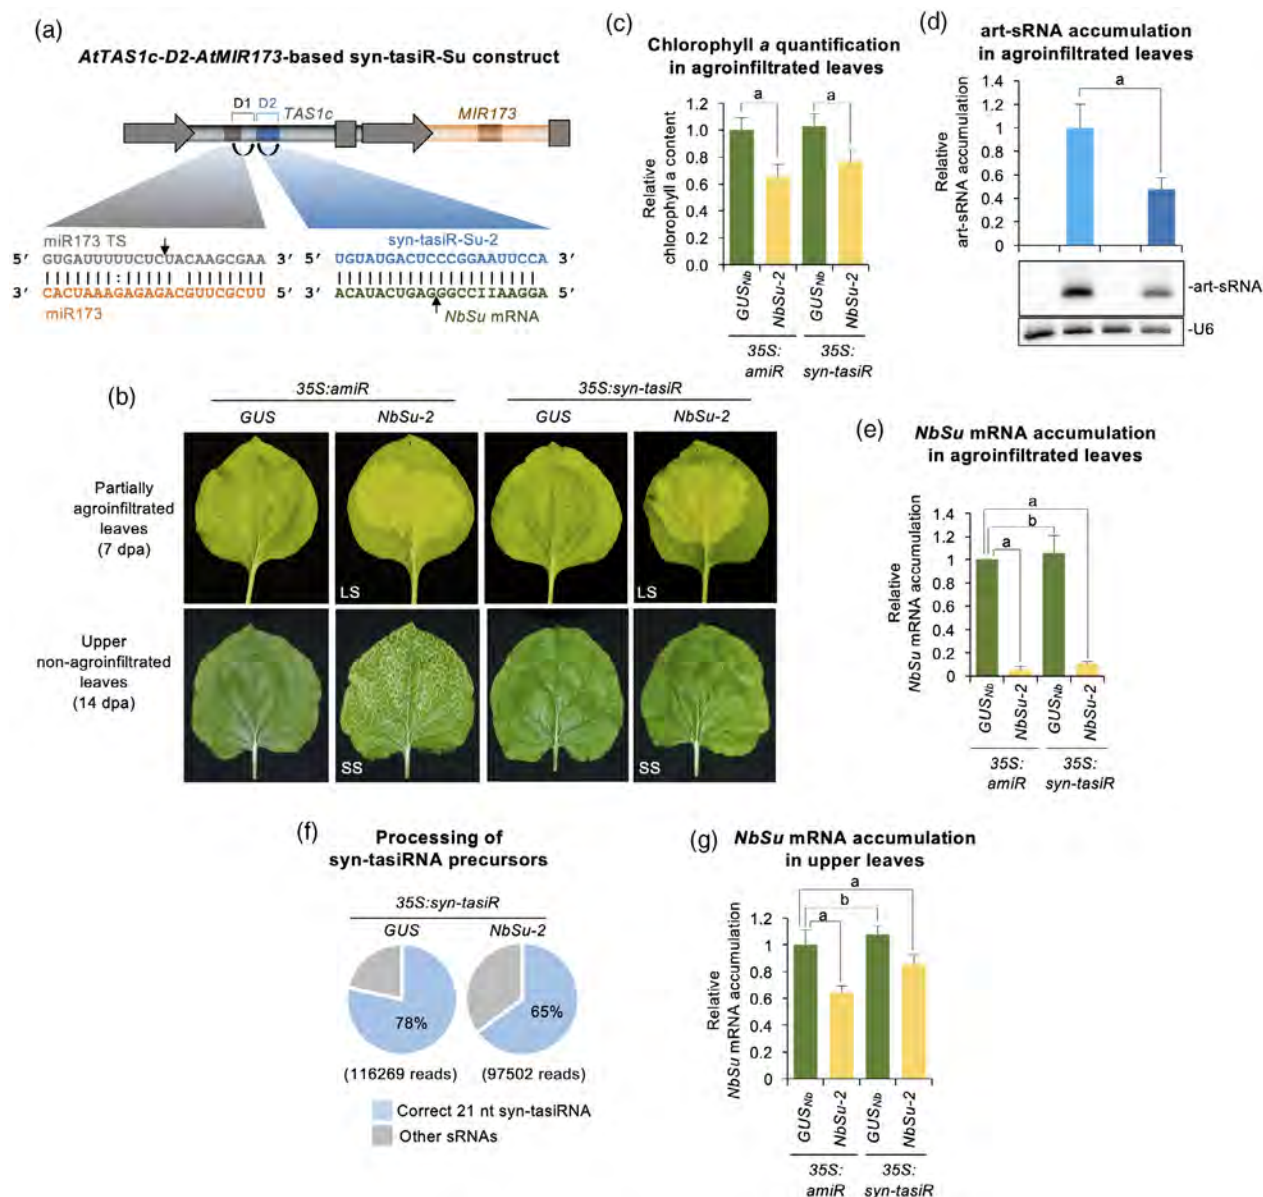 (a)
AtTAS1c-D2-AtMIR173-based syn-tasiR-Su construct
D1 D2
TAS1c
MIR173
miR173 TS
5′ GUGAUUUUUCUCUACAAGCGAA 3′
3′ CACUAAAGAGAGACGUUCGCUU 5′
miR173
syn-tasiR-Su-2
5′ UGUAUGACUCCCGGAAUUCCA 3′
3′ ACAUACUGAGGGCCIIAAGGA 5′
NbSu mRNA
(b)
35S:amiR 35S:syn-tasiR
GUS NbSu-2 GUS NbSu-2
Partially
agroinfiltrated
leaves
(7 dpa)
LS LS
Upper
non-agroinfiltrated
leaves
(14 dpa)
SS SS
(c)
Chlorophyll a quantification
in agroinfiltrated leaves
Relative
chlorophyll a content
1.2
1.0
0.8
0.6
0.4
0.2
0.0
a a
GUSNb NbSu-2 GUSNb NbSu-2
35S: 35S:
amiR syn-tasiR
(d)
art-sRNA accumulation
in agroinfiltrated leaves
Relative
art-sRNA accumulation
1.4
1.2
1
0.8
0.6
0.4
0.2
0
a
-art-sRNA
-U6
(e)
NbSu mRNA accumulation
in agroinfiltrated leaves
Relative
NbSu mRNA accumulation
1.4
1.2
1
0.8
0.6
0.4
0.2
0
a
b
a
GUSNb NbSu-2 GUSNb NbSu-2
35S: 35S:
amiR syn-tasiR
(f)
Processing of
syn-tasiRNA precursors
35S:syn-tasiR
GUS NbSu-2
78% 65%
(116269 reads) (97502 reads)
Correct 21 nt syn-tasiRNA
Other sRNAs
(g)
NbSu mRNA accumulation
in upper leaves
Relative
NbSu mRNA accumulation
1.2
1
0.8
0.6
0.4
0.2
0
a
b
a
GUSNb NbSu-2 GUSNb NbSu-2
35S: 35S:
amiR syn-tasiR